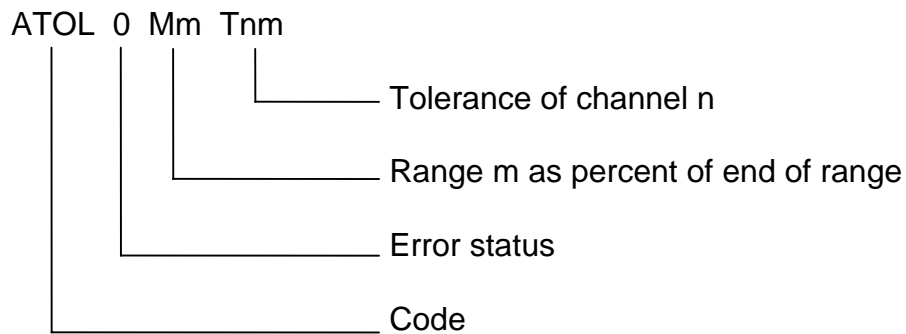 ATOL 0 Mm Tnm
Tolerance of channel n
Range m as percent of end of range
Error status
Code